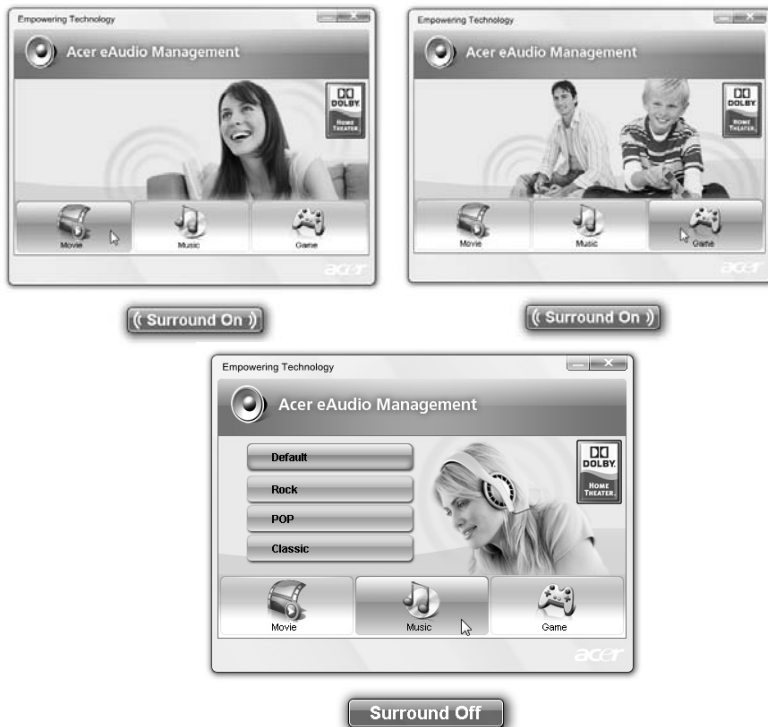 Empowering Technology
Acer eAudio Management
DOLBY
HOME
THEATER
Movie
Music
Game
acer
(( Surround On ))
Empowering Technology
Acer eAudio Management
DOLBY
HOME
THEATER
Movie
Music
Game
acer
(( Surround On ))
Empowering Technology
Acer eAudio Management
Default
Rock
POP
Classic
DOLBY
HOME
THEATER
Movie
Music
Game
acer
Surround Off